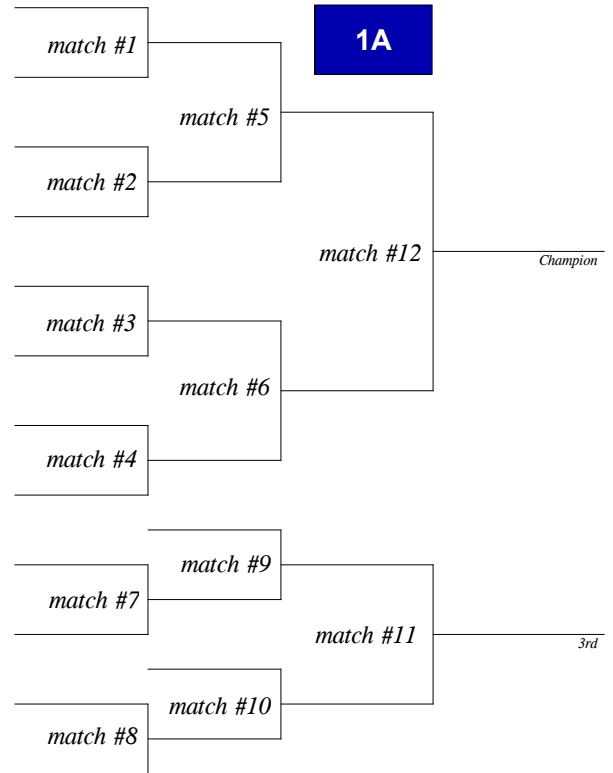 match #1
1A
match #5
match #2
match #12
Champion
match #3
match #6
match #4
match #9
match #7
match #11
3rd
match #10
match #8